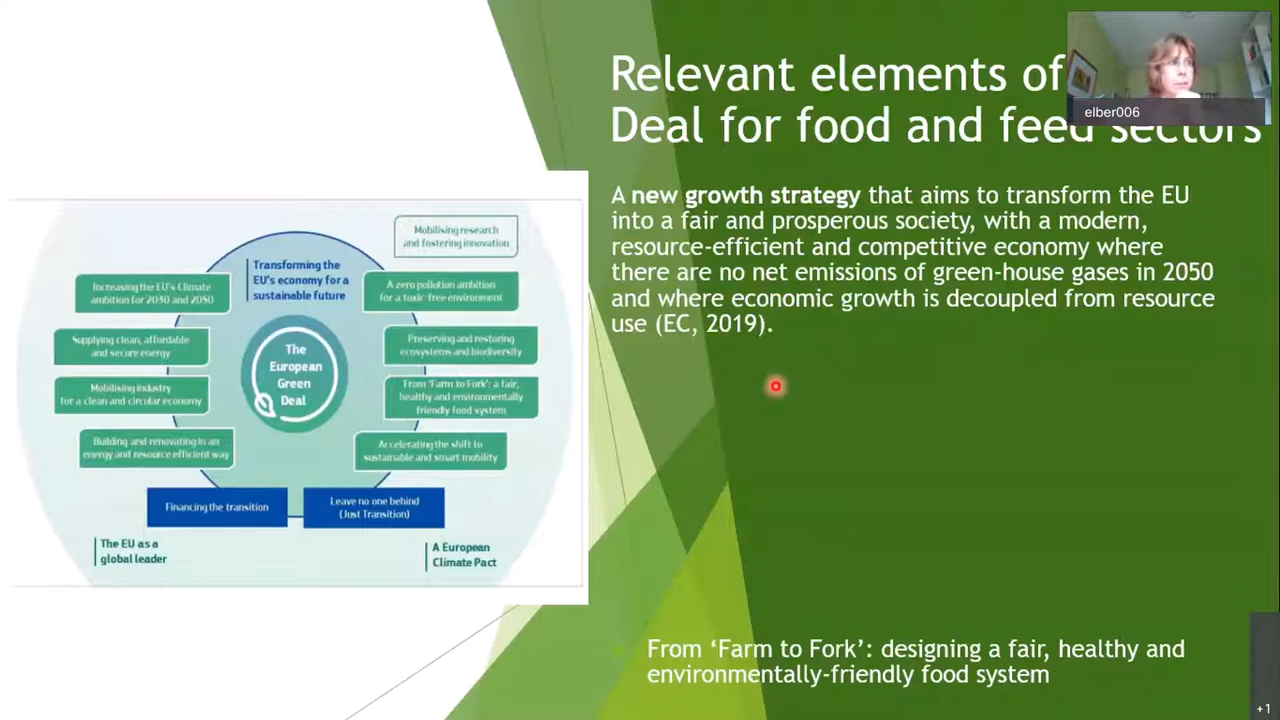 Relevant elements of
Deal for food and feed sectors
elber006
A new growth strategy that aims to transform the EU
into a fair and prosperous society, with a modern,
resource-efficient and competitive economy where
there are no net emissions of green-house gases in 2050
and where economic growth is decoupled from resource
use (EC, 2019).
Mobilising research
and fostering innovation
Transforming the
EU's economy for a
sustainable future
Increasing the EU's Climate
ambition for 2030 and 2050
A zero pollution ambition
for a toxic-free environment
Supplying clean, affordable
and secure energy
Preserving and restoring
ecosystems and biodiversity
The
European
Green
Deal
Mobilising industry
for a clean and circular economy
From 'Farm to Fork': a fair,
healthy and environmentally
friendly food system
Building and renovating in an
energy and resource efficient way
Accelerating the shift to
sustainable and smart mobility
Financing the transition
Leave no one behind
(Just Transition)
The EU as a
global leader
A European
Climate Pact
From ‘Farm to Fork’: designing a fair, healthy and
environmentally-friendly food system
+1